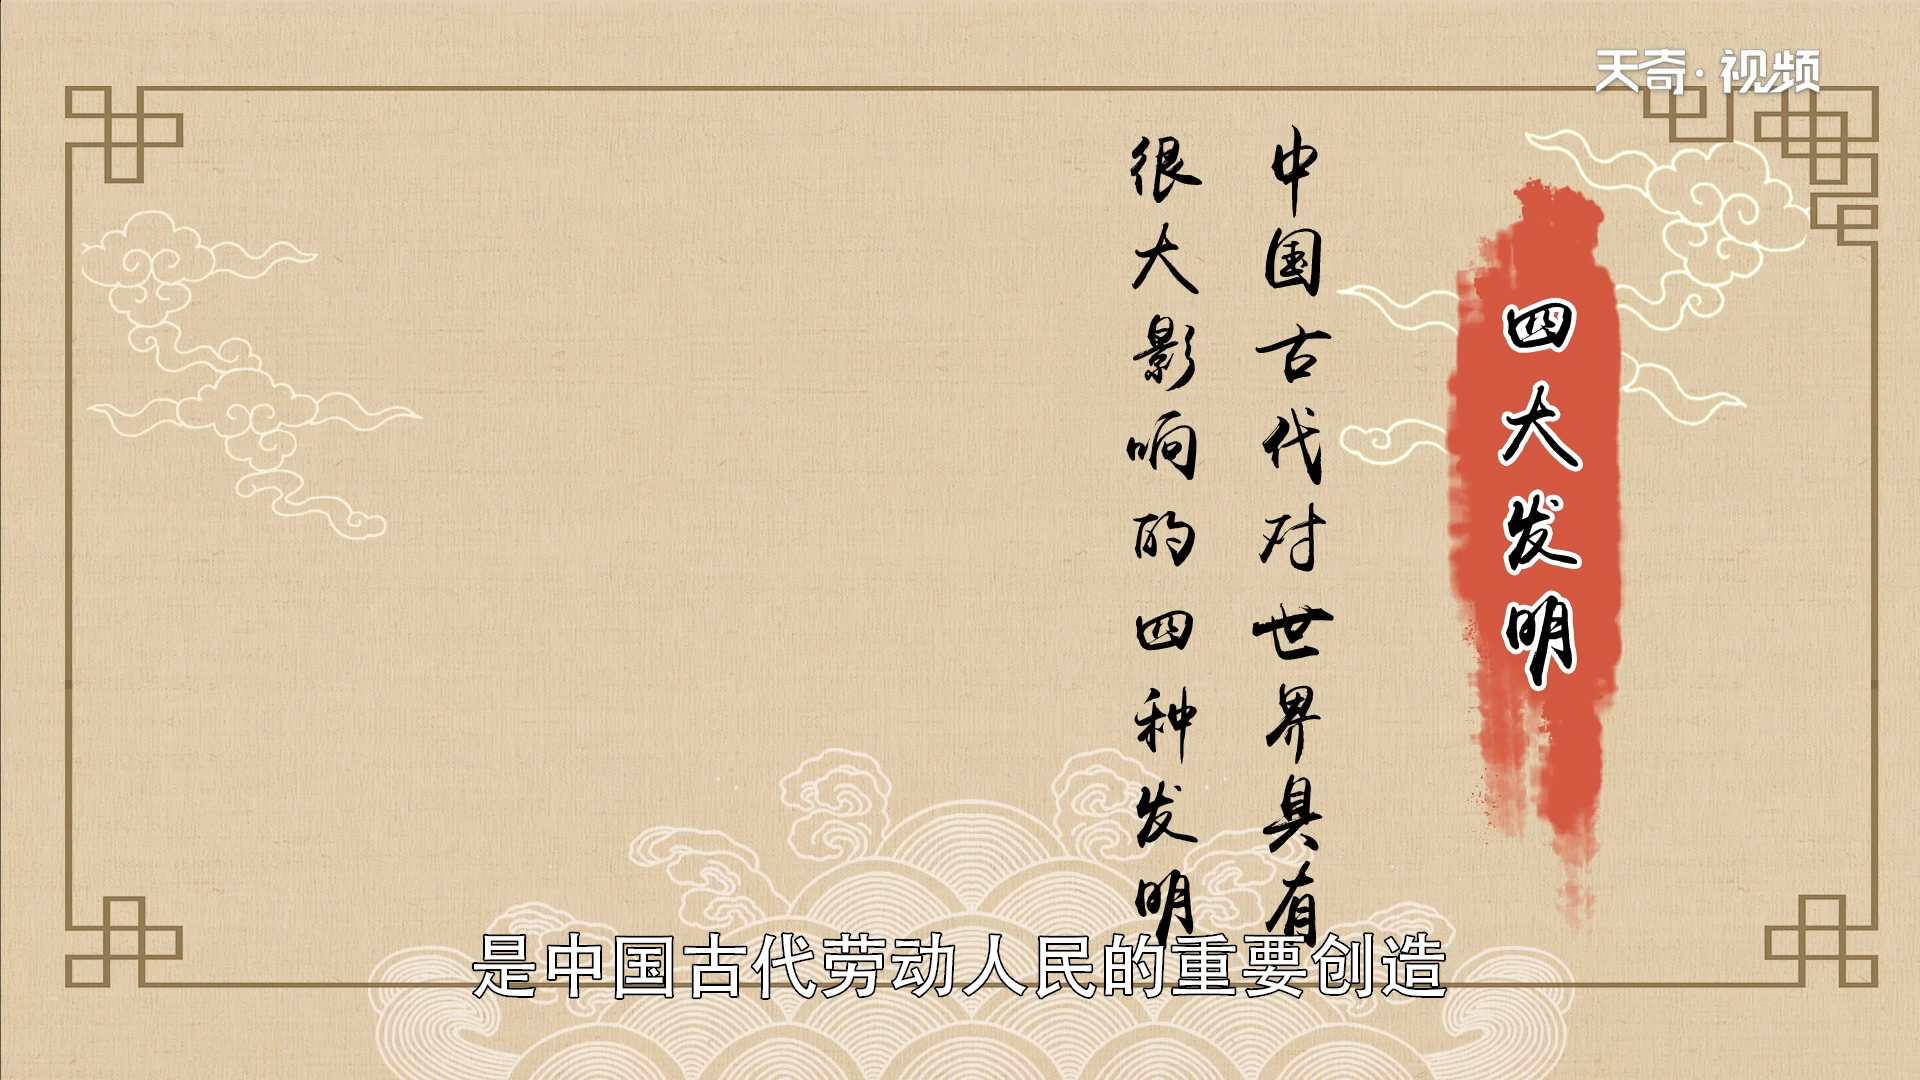 天奇·视频
四大发明
中国古代对世界具有
很大影响的四种发明
是中国古代劳动人民的重要创造